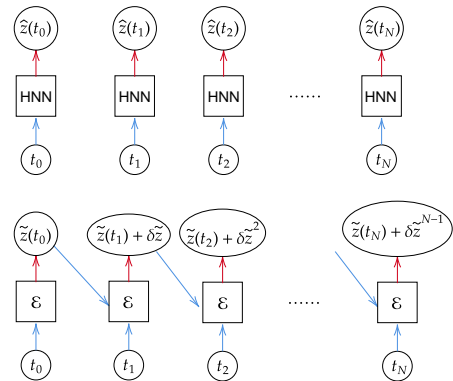 ẑ(t₀) ẑ(t₁) ẑ(t₂) ẑ(t_N)
HNN HNN HNN ...... HNN
t₀ t₁ t₂ t_N
z̃(t₀) z̃(t₁) + δz̃ z̃(t₂) + δz̃² z̃(t_N) + δz̃ᴺ⁻¹
ε ε ε ...... ε
t₀ t₁ t₂ t_N